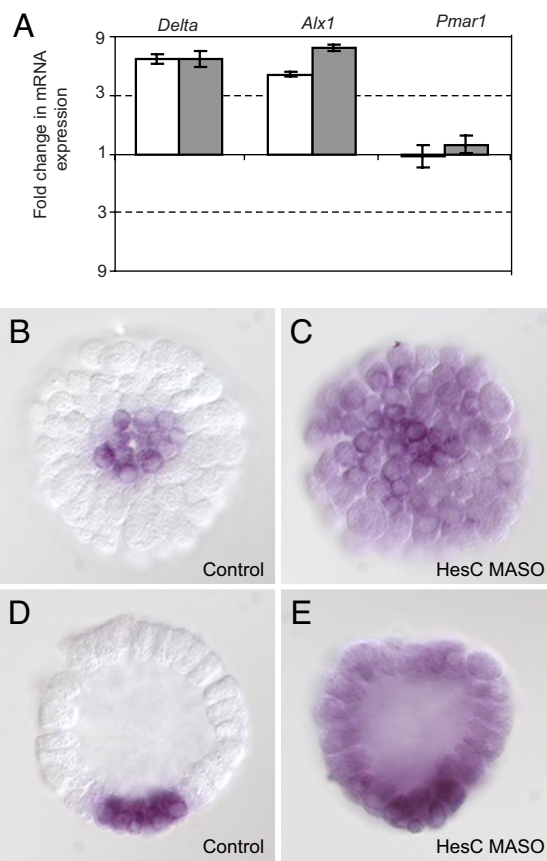 A
Delta Alx1 Pmar1
Fold change in mRNA
expression
9
3
1
3
9
B
Control
C
HesC MASO
D
Control
E
HesC MASO